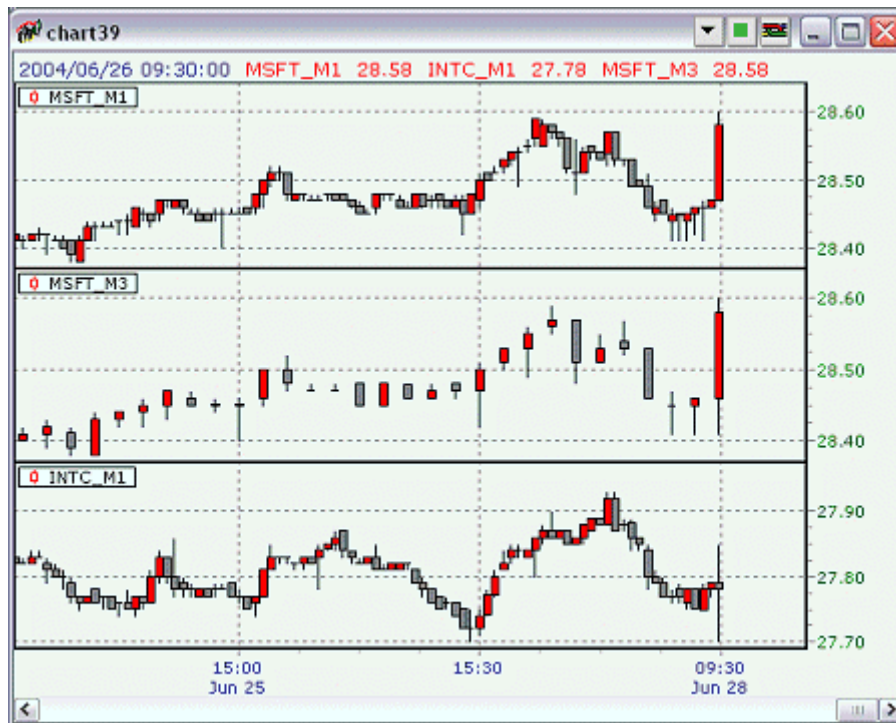 chart39
2004/06/26 09:30:00 MSFT_M1 28.58 INTC_M1 27.78 MSFT_M3 28.58
MSFT_M1
28.60
28.50
28.40
MSFT_M3
28.60
28.50
28.40
INTC_M1
27.90
27.80
27.70
15:00 15:30 09:30
Jun 25 Jun 28